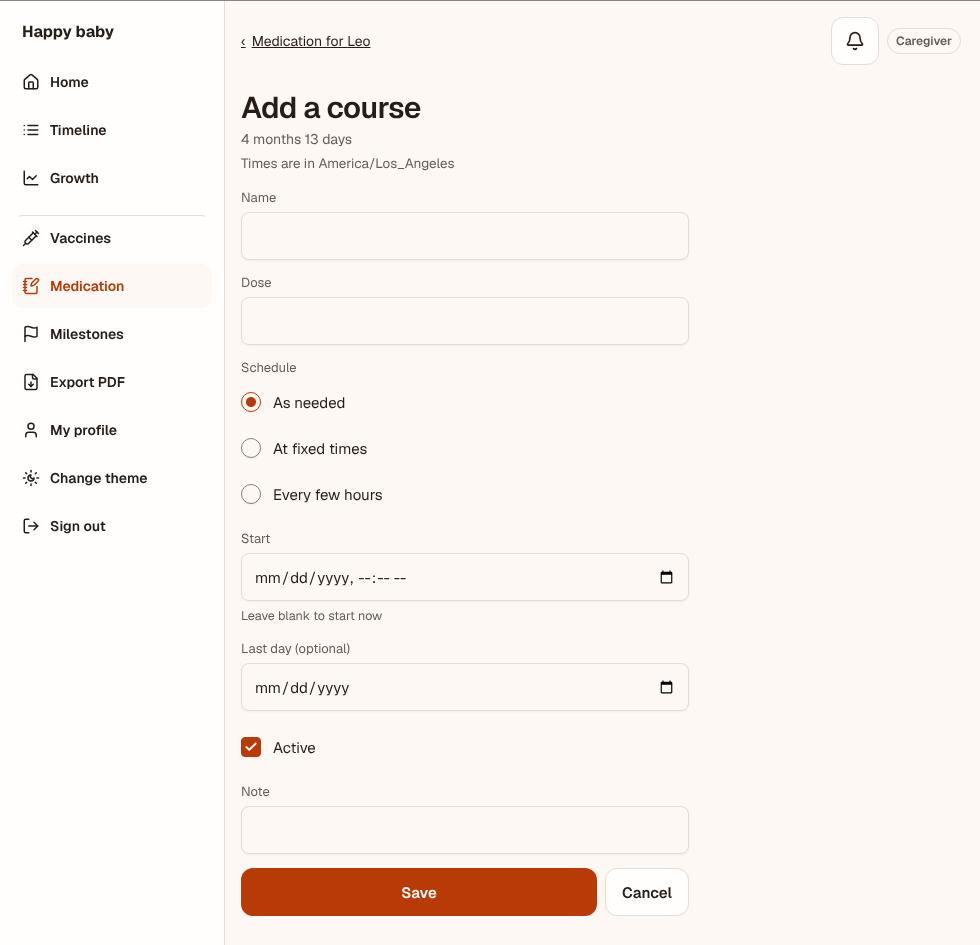 Happy baby
Home
Timeline
Growth
Vaccines
Medication
Milestones
Export PDF
My profile
Change theme
Sign out
‹ Medication for Leo
Caregiver
Add a course
4 months 13 days
Times are in America/Los_Angeles
Name
Dose
Schedule
As needed
At fixed times
Every few hours
Start
mm/dd/yyyy, --:-- --
Leave blank to start now
Last day (optional)
mm/dd/yyyy
Active
Note
Save
Cancel